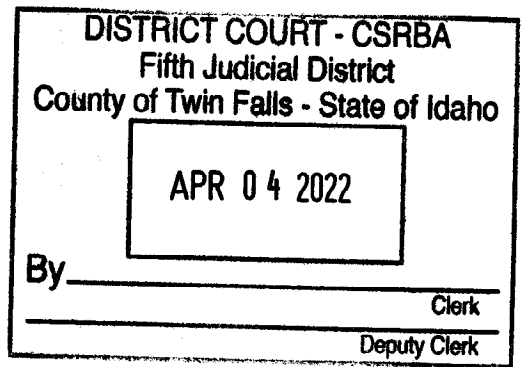 DISTRICT COURT - CSRBA
Fifth Judicial District
County of Twin Falls - State of Idaho
APR 04 2022
By
Clerk
Deputy Clerk